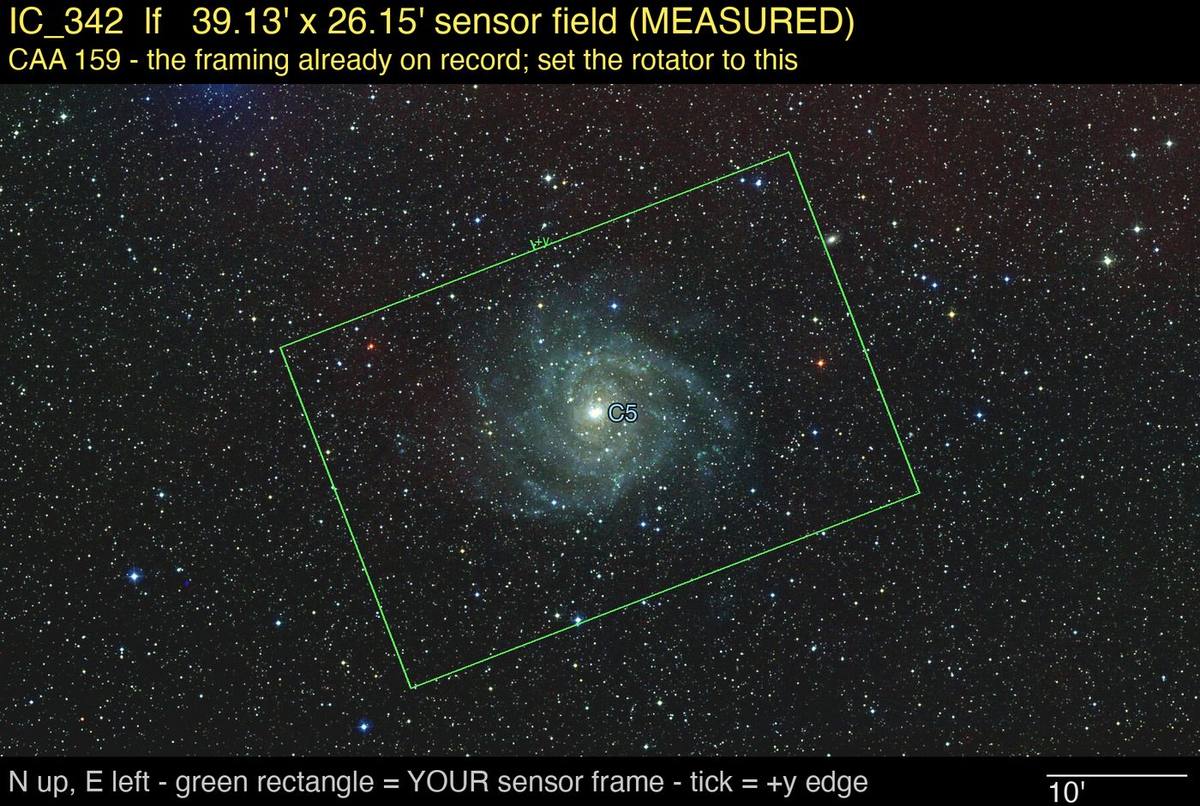 IC_342 lf 39.13' x 26.15' sensor field (MEASURED)
CAA 159 - the framing already on record; set the rotator to this
+y
C5
N up, E left - green rectangle = YOUR sensor frame - tick = +y edge
10'